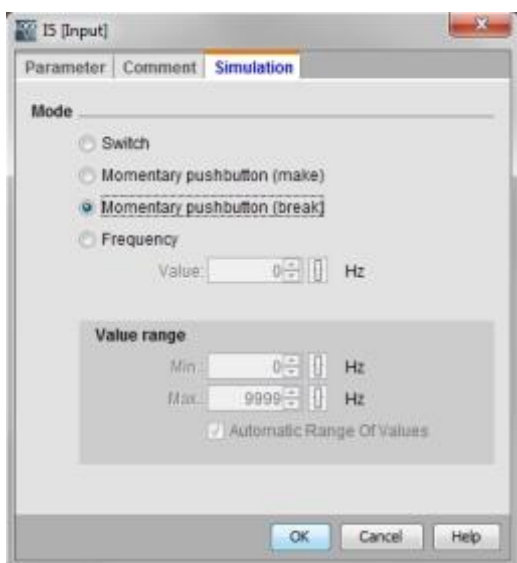 I5 [Input]
Parameter Comment Simulation
Mode
Switch
Momentary pushbutton (make)
Momentary pushbutton (break)
Frequency
Value: 0 Hz
Value range
Min.: 0 Hz
Max.: 9999 Hz
Automatic Range Of Values
OK Cancel Help